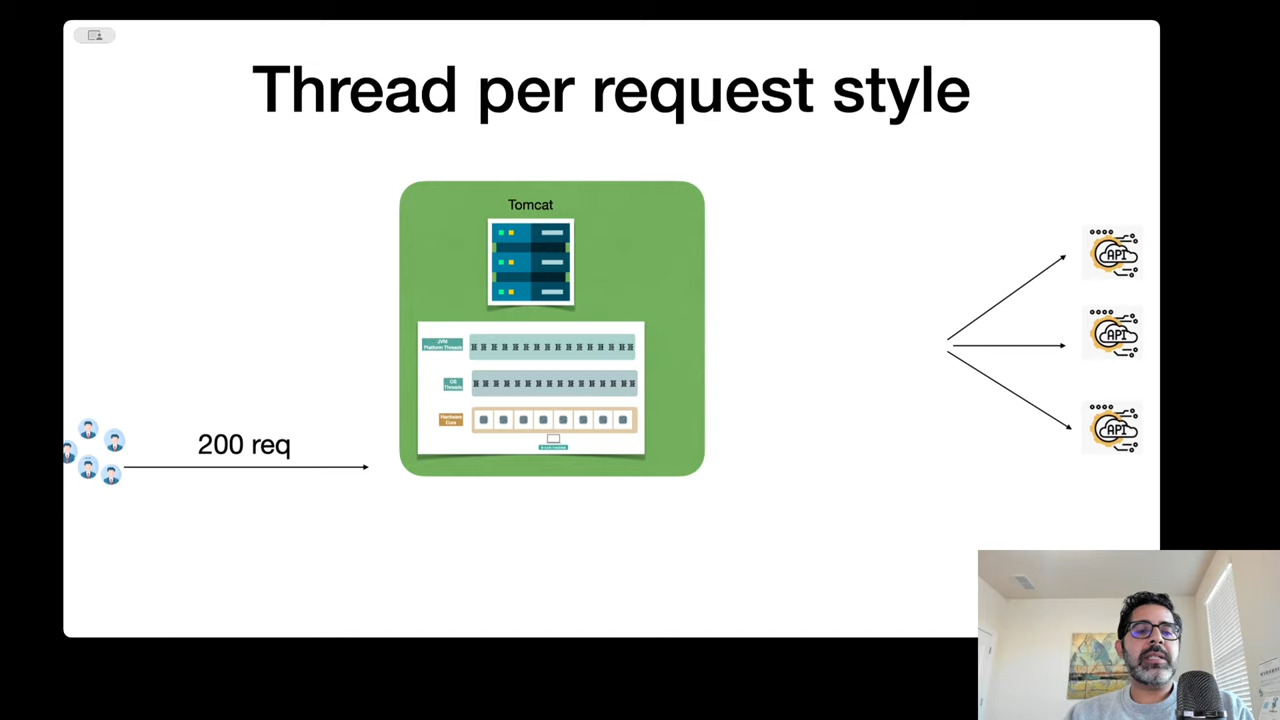 Thread per request style
Tomcat
API
JVM
Platform Threads
OS
Threads
API
Hardware
Core
200 req
API